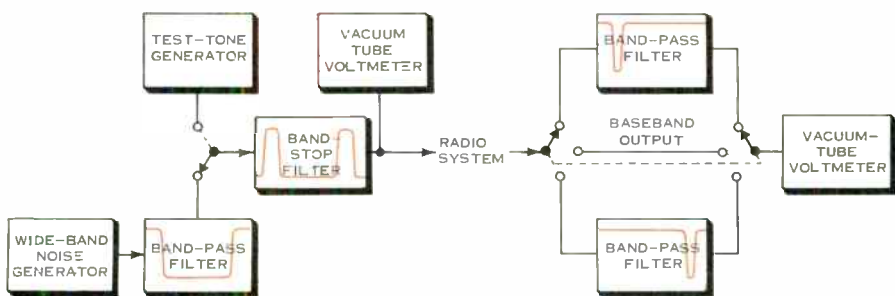 TEST-TONE
GENERATOR
VACUUM
TUBE
VOLTMETER
BAND-PASS
FILTER
BAND
STOP
FILTER
RADIO
SYSTEM
BASEBAND
OUTPUT
VACUUM-
TUBE
VOLTMETER
WIDE-BAND
NOISE
GENERATOR
BAND-PASS
FILTER
BAND-PASS
FILTER